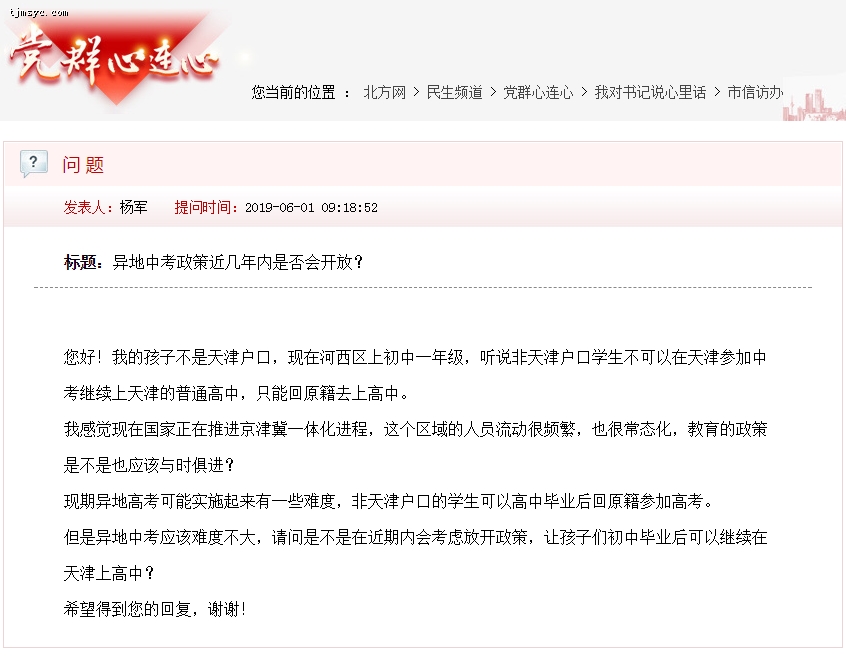 tjmsyc.com
党群心连心
您当前的位置 ： 北方网 > 民生频道 > 党群心连心 > 我对书记说心里话 > 市信访办
? 问 题
发表人：杨军 提问时间：2019-06-01 09:18:52
标题：异地中考政策近几年内是否会开放？
您好！我的孩子不是天津户口，现在河西区上初中一年级，听说非天津户口学生不可以在天津参加中
考继续上天津的普通高中，只能回原籍去上高中。
我感觉现在国家正在推进京津冀一体化进程，这个区域的人员流动很频繁，也很常态化，教育的政策
是不是也应该与时俱进？
现期异地高考可能实施起来有一些难度，非天津户口的学生可以高中毕业后回原籍参加高考。
但是异地中考应该难度不大，请问是不是在近期内会考虑放开政策，让孩子们初中毕业后可以继续在
天津上高中？
希望得到您的回复，谢谢！